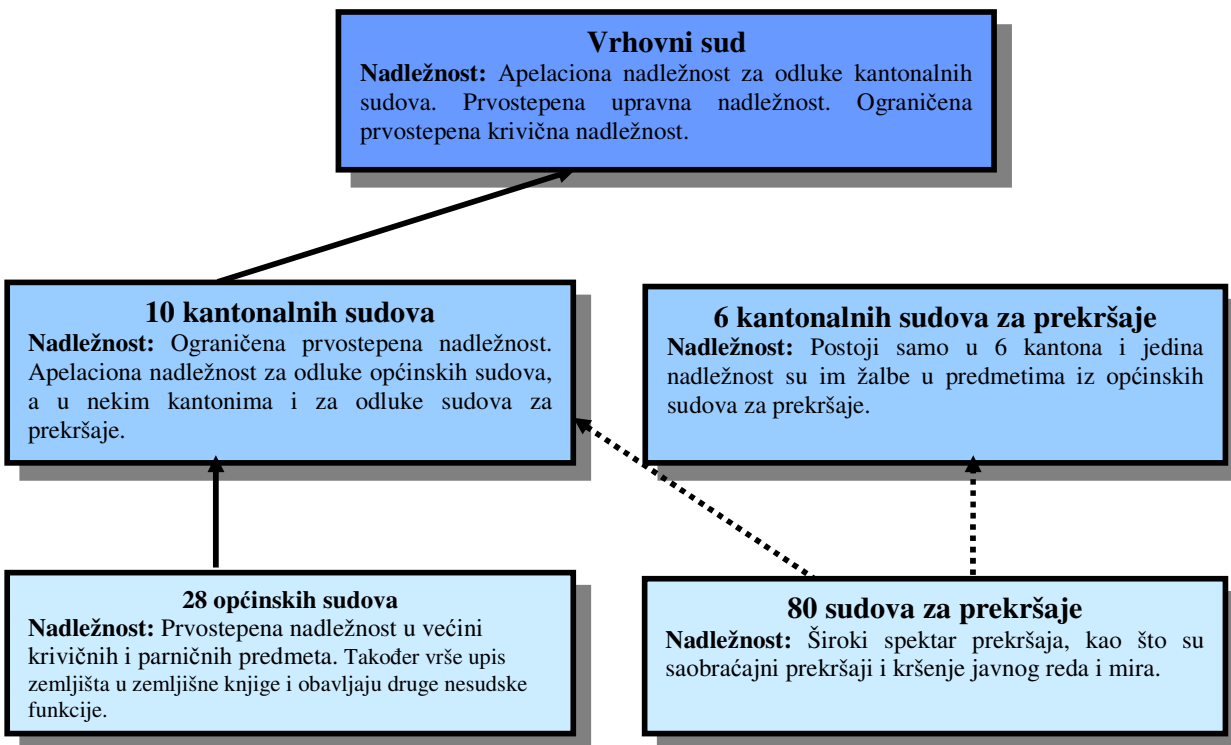 Vrhovni sud
Nadležnost: Apelaciona nadležnost za odluke kantonalnih
sudova. Prvostepena upravna nadležnost. Ograničena
prvostepena krivična nadležnost.
10 kantonalnih sudova
Nadležnost: Ograničena prvostepena nadležnost.
Apelaciona nadležnost za odluke općinskih sudova,
a u nekim kantonima i za odluke sudova za
prekršaje.
6 kantonalnih sudova za prekršaje
Nadležnost: Postoji samo u 6 kantona i jedina
nadležnost su im žalbe u predmetima iz općinskih
sudova za prekršaje.
28 općinskih sudova
Nadležnost: Prvostepena nadležnost u većini
krivičnih i parničnih predmeta. Također vrše upis
zemljišta u zemljišne knjige i obavljaju druge nesudske
funkcije.
80 sudova za prekršaje
Nadležnost: Široki spektar prekršaja, kao što su
saobraćajni prekršaji i kršenje javnog reda i mira.